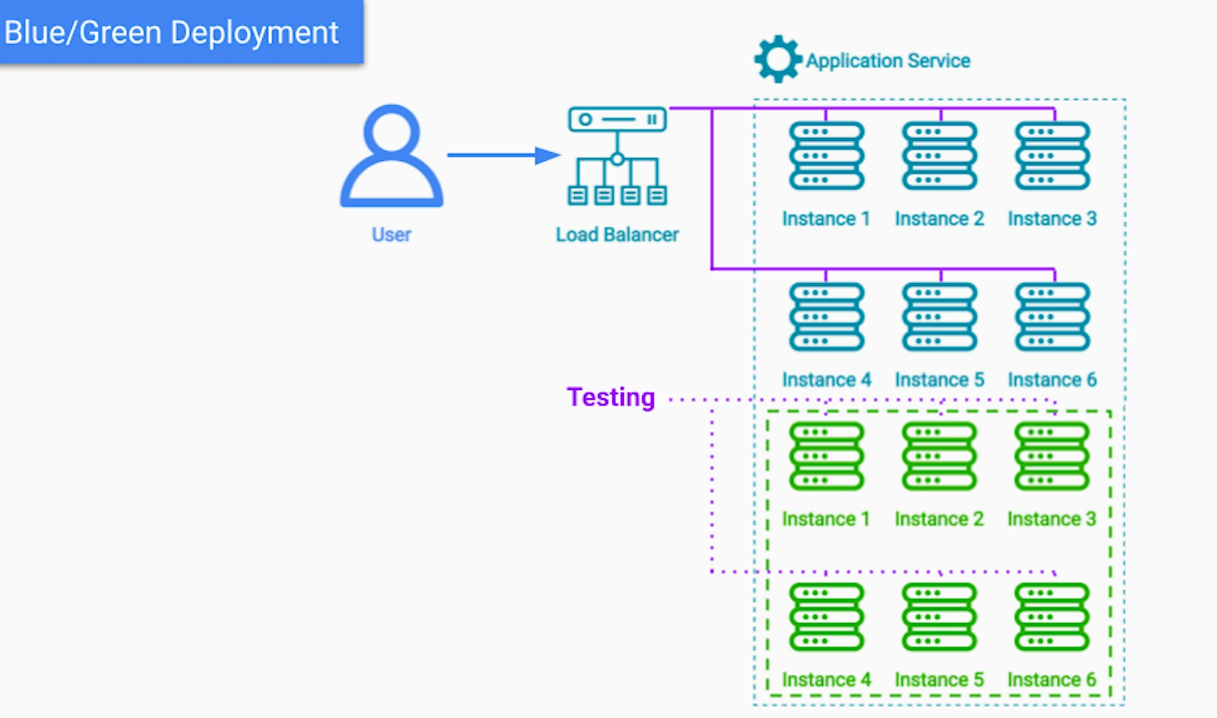 Blue/Green Deployment
Application Service
User
Load Balancer
Instance 1 Instance 2 Instance 3
Instance 4 Instance 5 Instance 6
Testing
Instance 1 Instance 2 Instance 3
Instance 4 Instance 5 Instance 6